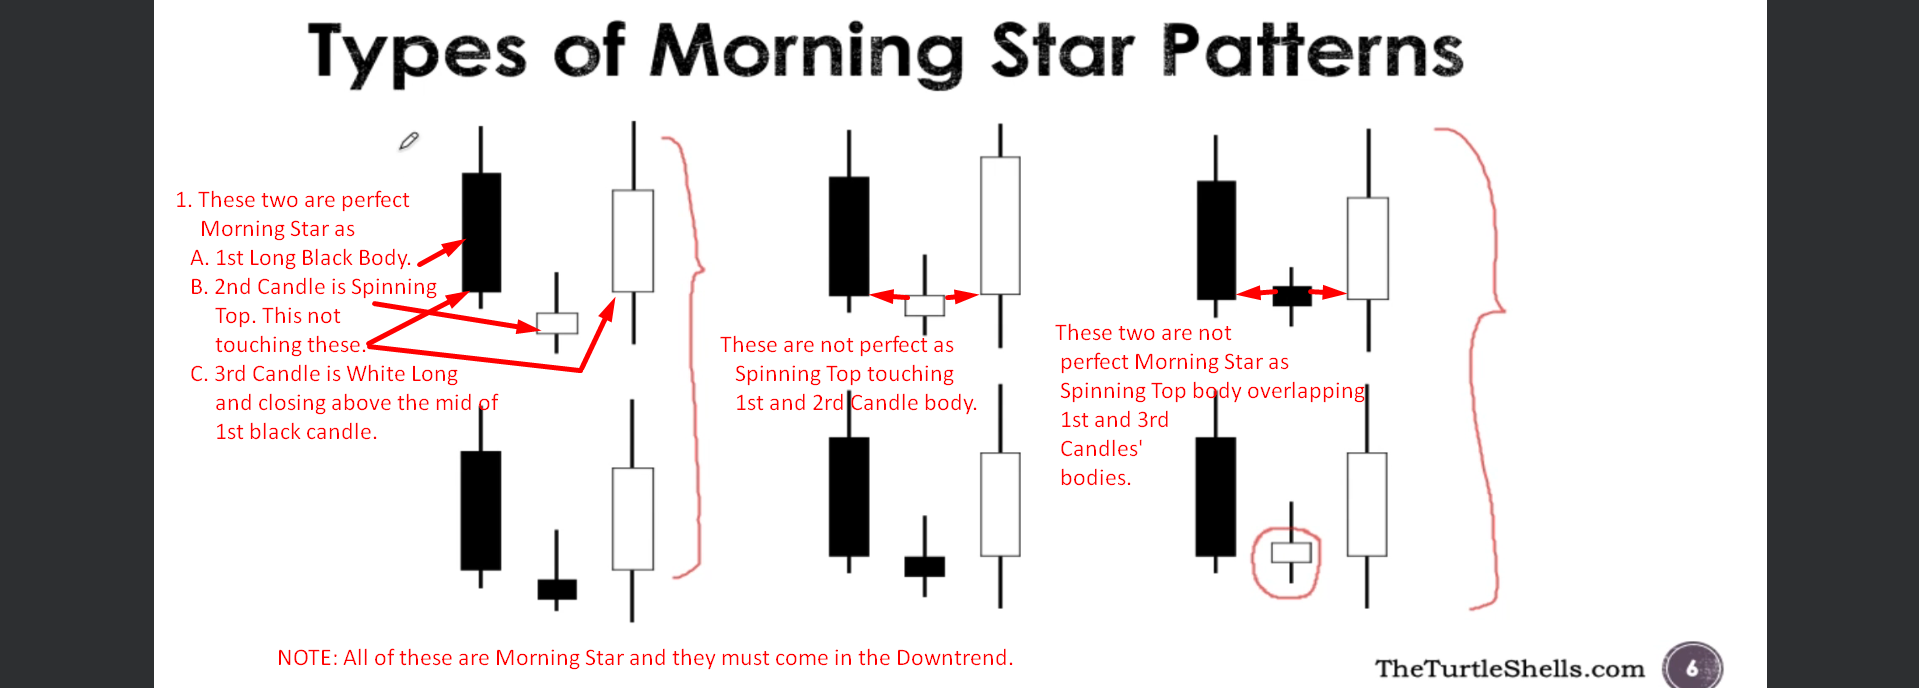 Types of Morning Star Patterns
1. These two are perfect
Morning Star as
A. 1st Long Black Body.
B. 2nd Candle is Spinning
Top. This not
touching these.
C. 3rd Candle is White Long
and closing above the mid of
1st black candle.
These are not perfect as
Spinning Top touching
1st and 2rd Candle body.
These two are not
perfect Morning Star as
Spinning Top body overlapping
1st and 3rd
Candles'
bodies.
NOTE: All of these are Morning Star and they must come in the Downtrend.
TheTurtleShells.com
6